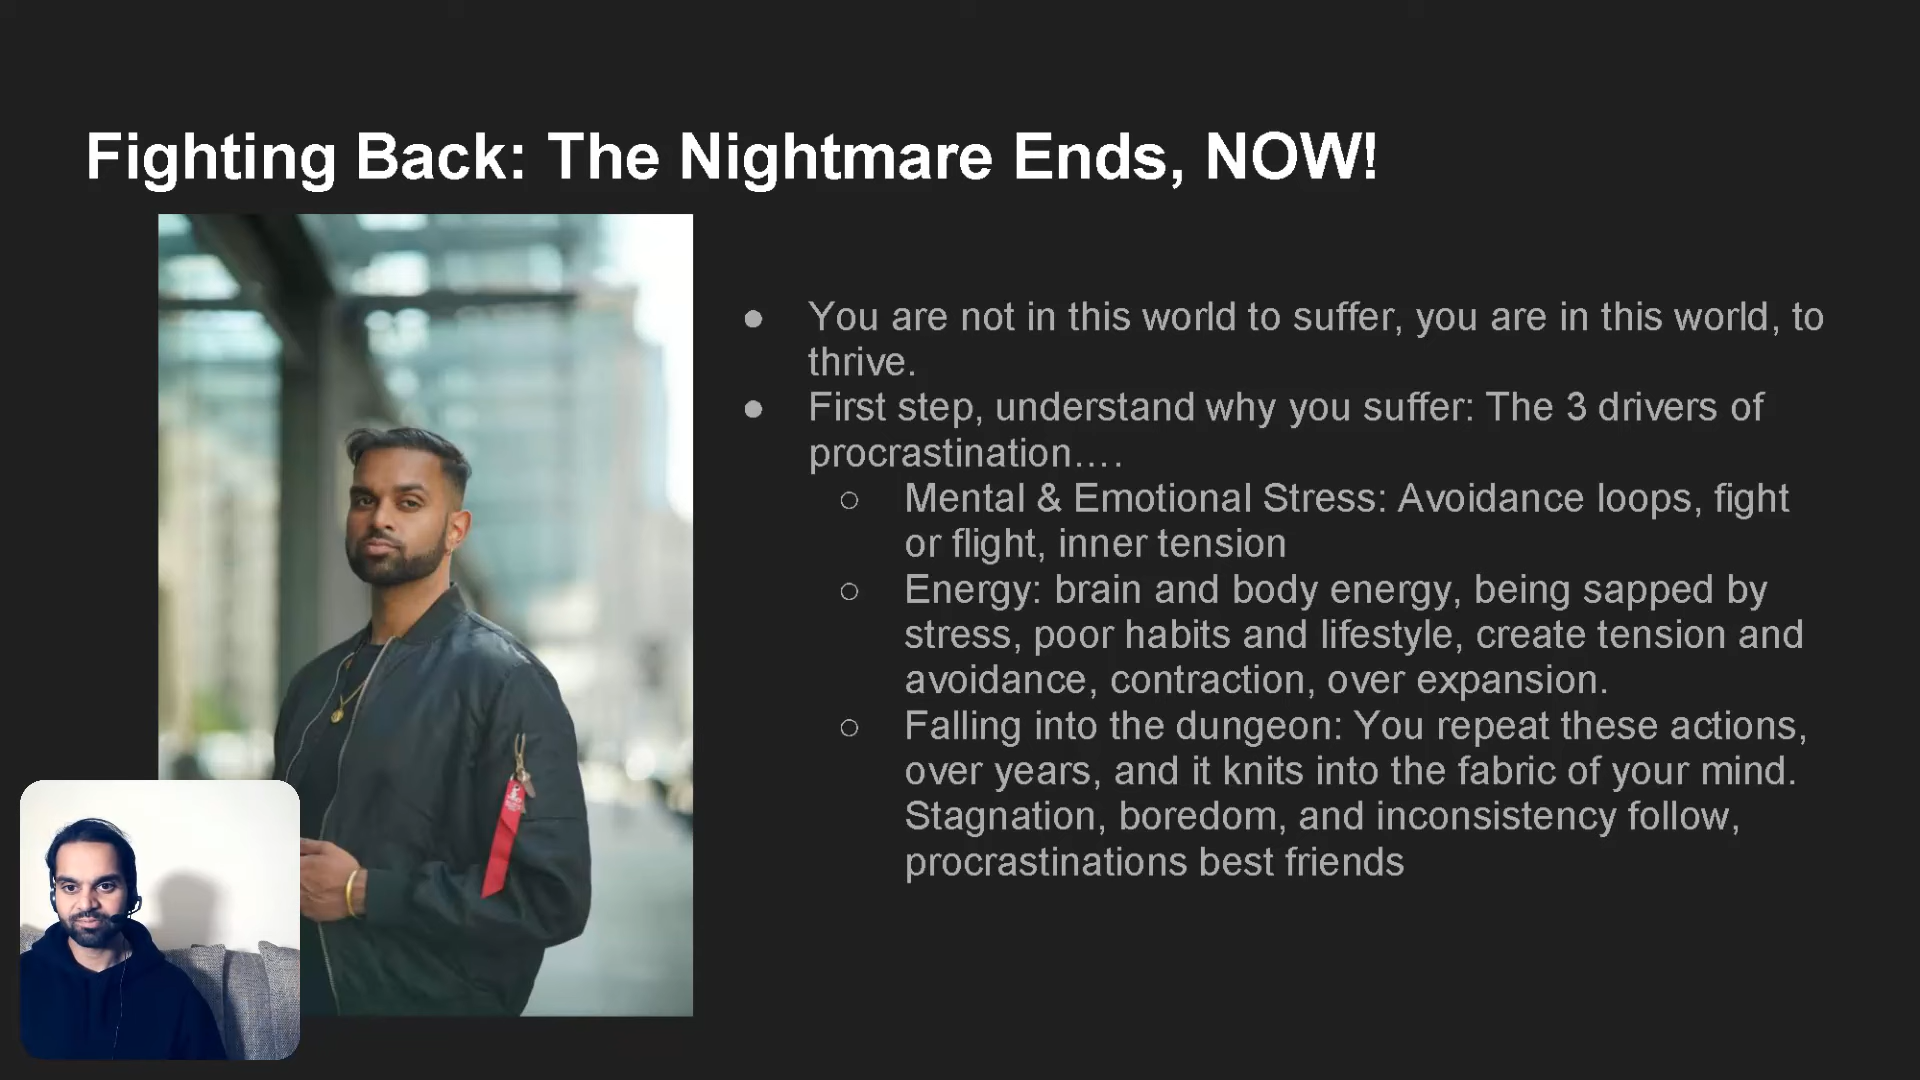 Fighting Back: The Nightmare Ends, NOW!
● You are not in this world to suffer, you are in this world, to
thrive.
● First step, understand why you suffer: The 3 drivers of
procrastination….
○ Mental & Emotional Stress: Avoidance loops, fight
or flight, inner tension
○ Energy: brain and body energy, being sapped by
stress, poor habits and lifestyle, create tension and
avoidance, contraction, over expansion.
○ Falling into the dungeon: You repeat these actions,
over years, and it knits into the fabric of your mind.
Stagnation, boredom, and inconsistency follow,
procrastinations best friends